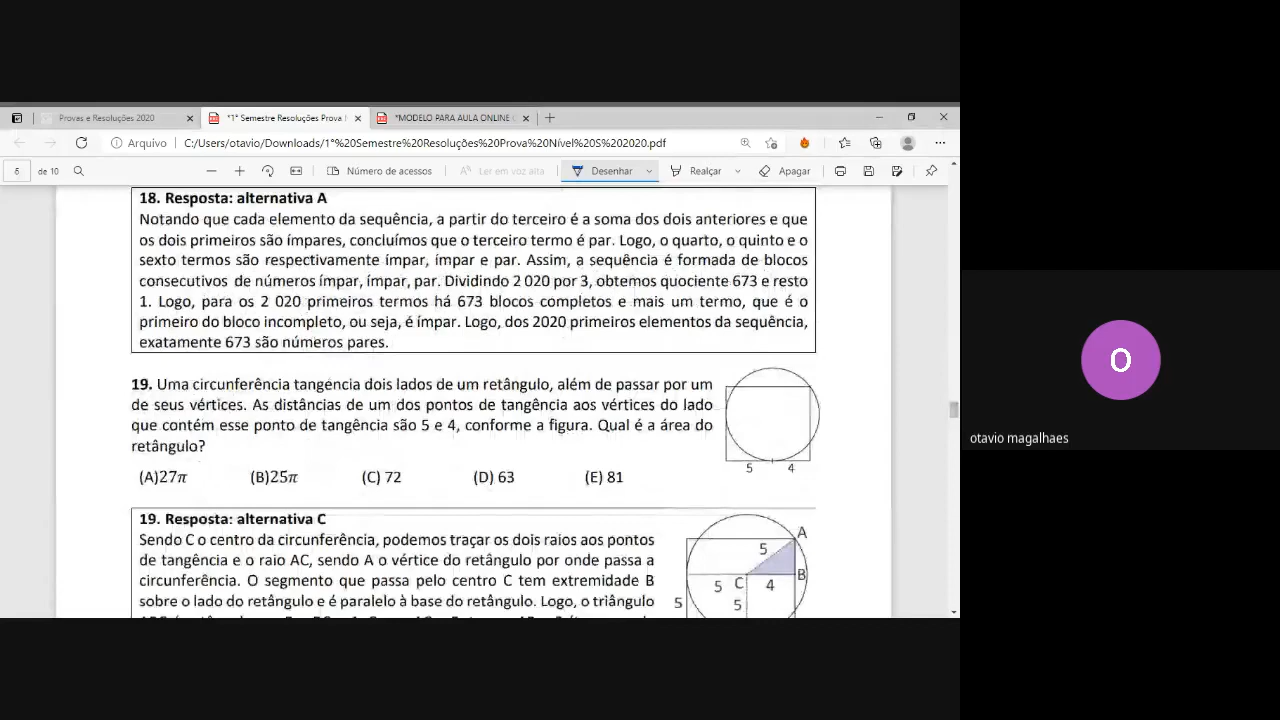 Provas e Resoluções 2020
*1° Semestre Resoluções Prova
*MODELO PARA AULA ONLINE
Arquivo
C:/Users/otavio/Downloads/1°%20Semestre%20Resoluções%20Prova%20Nível%20S%202020.pdf
6 de 10
Número de acessos
Ler em voz alta
Desenhar
Realçar
Apagar
18. Resposta: alternativa A
Notando que cada elemento da sequência, a partir do terceiro é a soma dos dois anteriores e que
os dois primeiros são ímpares, concluímos que o terceiro termo é par. Logo, o quarto, o quinto e o
sexto termos são respectivamente ímpar, ímpar e par. Assim, a sequência é formada de blocos
consecutivos de números ímpar, ímpar, par. Dividindo 2 020 por 3, obtemos quociente 673 e resto
1. Logo, para os 2 020 primeiros termos há 673 blocos completos e mais um termo, que é o
primeiro do bloco incompleto, ou seja, é ímpar. Logo, dos 2020 primeiros elementos da sequência,
exatamente 673 são números pares.
19. Uma circunferência tangencia dois lados de um retângulo, além de passar por um
de seus vértices. As distâncias de um dos pontos de tangência aos vértices do lado
que contém esse ponto de tangência são 5 e 4, conforme a figura. Qual é a área do
retângulo?
5 4
(A)27π (B)25π (C) 72 (D) 63 (E) 81
19. Resposta: alternativa C
Sendo C o centro da circunferência, podemos traçar os dois raios aos pontos
de tangência e o raio AC, sendo A o vértice do retângulo por onde passa a
circunferência. O segmento que passa pelo centro C tem extremidade B
sobre o lado do retângulo e é paralelo à base do retângulo. Logo, o triângulo
A
5
B
5 C 4
5 5
O
otavio magalhaes